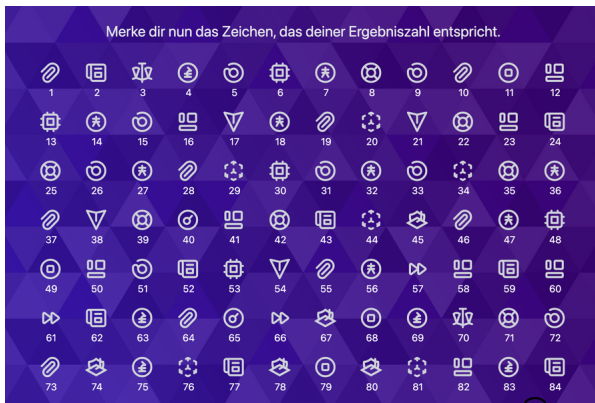 Merke dir nun das Zeichen, das deiner Ergebniszahl entspricht.
1 2 3 4 5 6 7 8 9 10 11 12
13 14 15 16 17 18 19 20 21 22 23 24
25 26 27 28 29 30 31 32 33 34 35 36
37 38 39 40 41 42 43 44 45 46 47 48
49 50 51 52 53 54 55 56 57 58 59 60
61 62 63 64 65 66 67 68 69 70 71 72
73 74 75 76 77 78 79 80 81 82 83 84